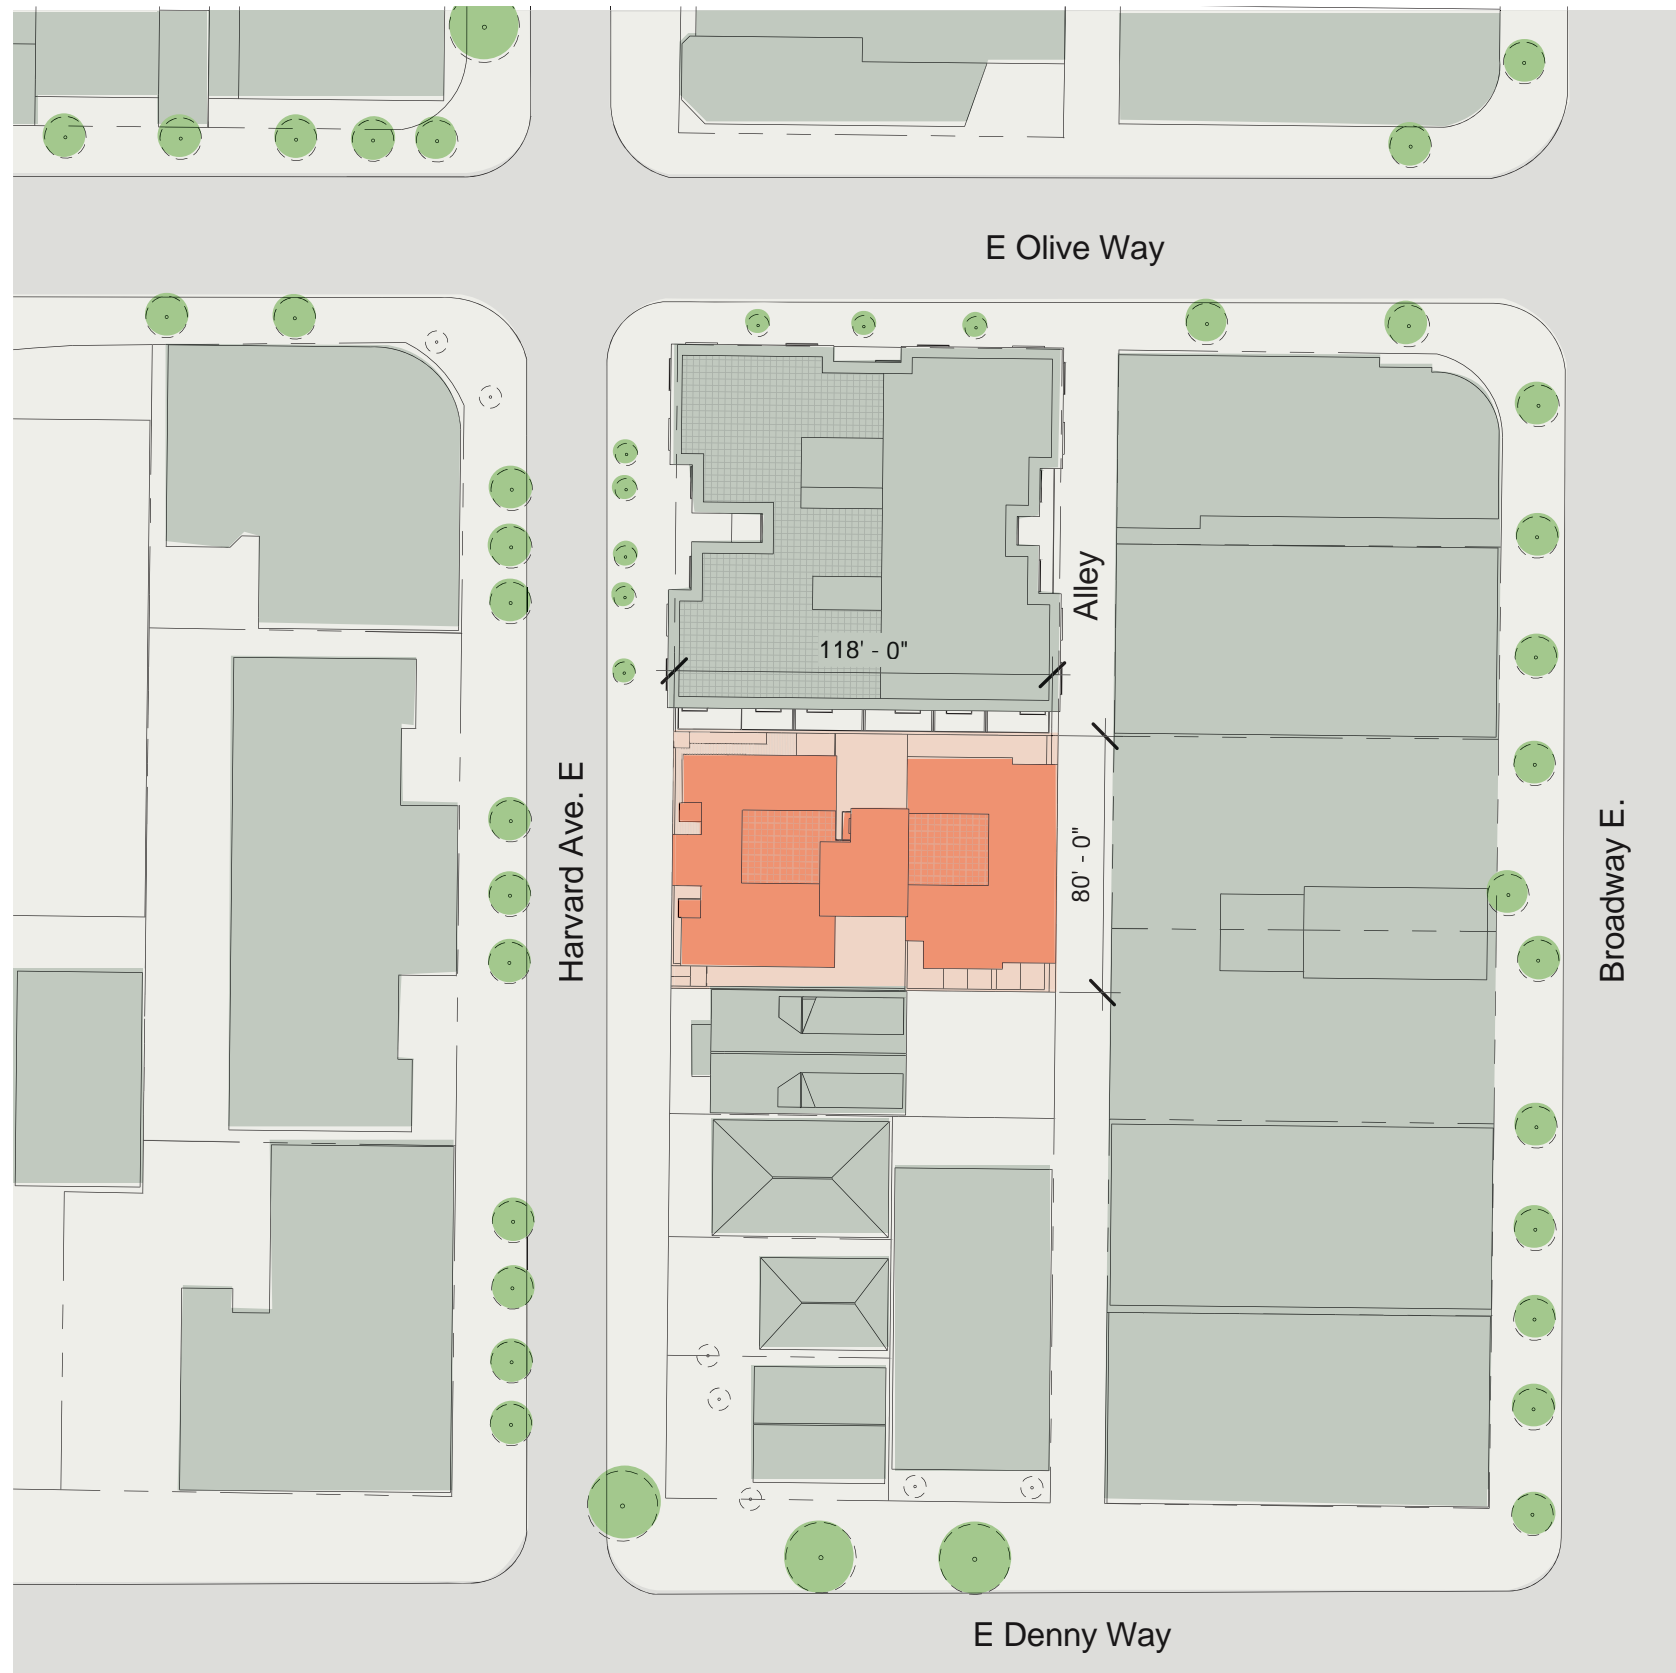 E Olive Way
Alley
118' - 0"
Harvard Ave. E
80' - 0"
Broadway E.
E Denny Way